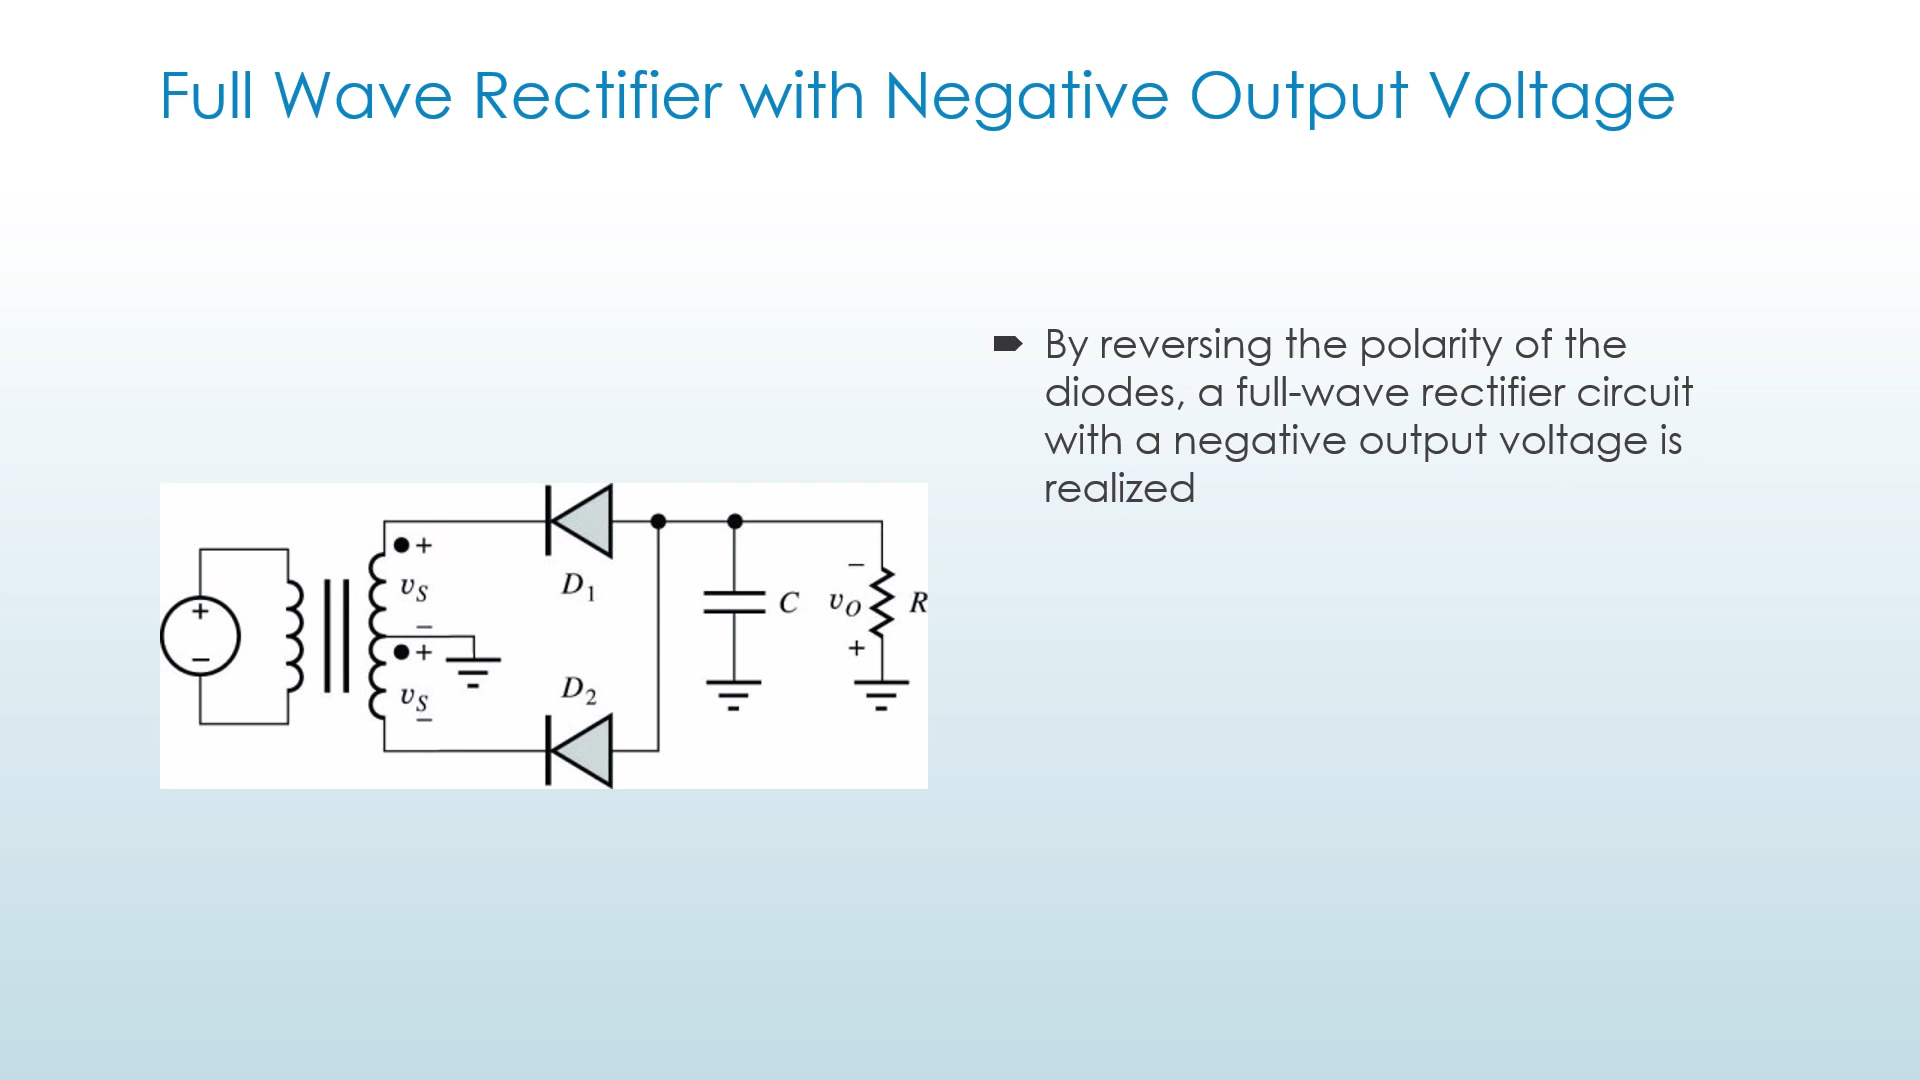 Full Wave Rectifier with Negative Output Voltage
By reversing the polarity of the
diodes, a full-wave rectifier circuit
with a negative output voltage is
realized
+
−
+
vS
−
+
vS
−
D1
D2
C
−
vO
+
R